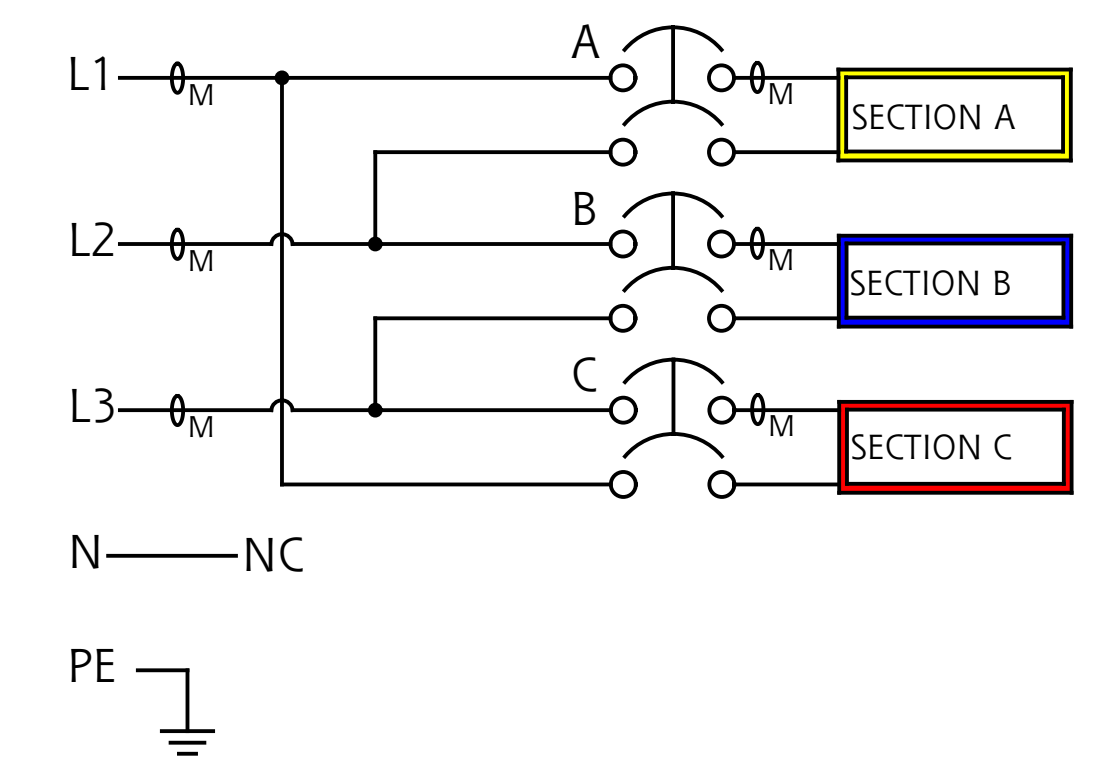 A
L1 M M
SECTION A
B
L2 M M
SECTION B
C
L3 M M
SECTION C
N NC
PE